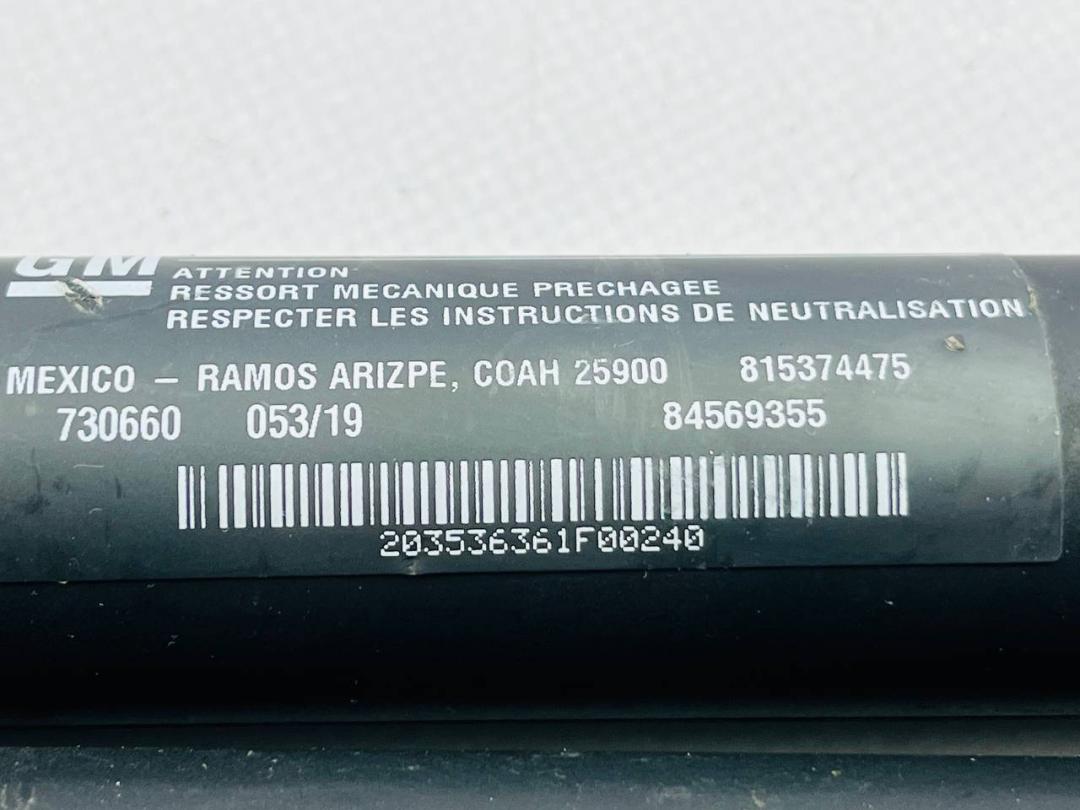 GM
ATTENTION
RESSORT MECANIQUE PRECHAGEE
RESPECTER LES INSTRUCTIONS DE NEUTRALISATION
MEXICO – RAMOS ARIZPE, COAH 25900 815374475
730660 053/19 84569355
203536361F00240